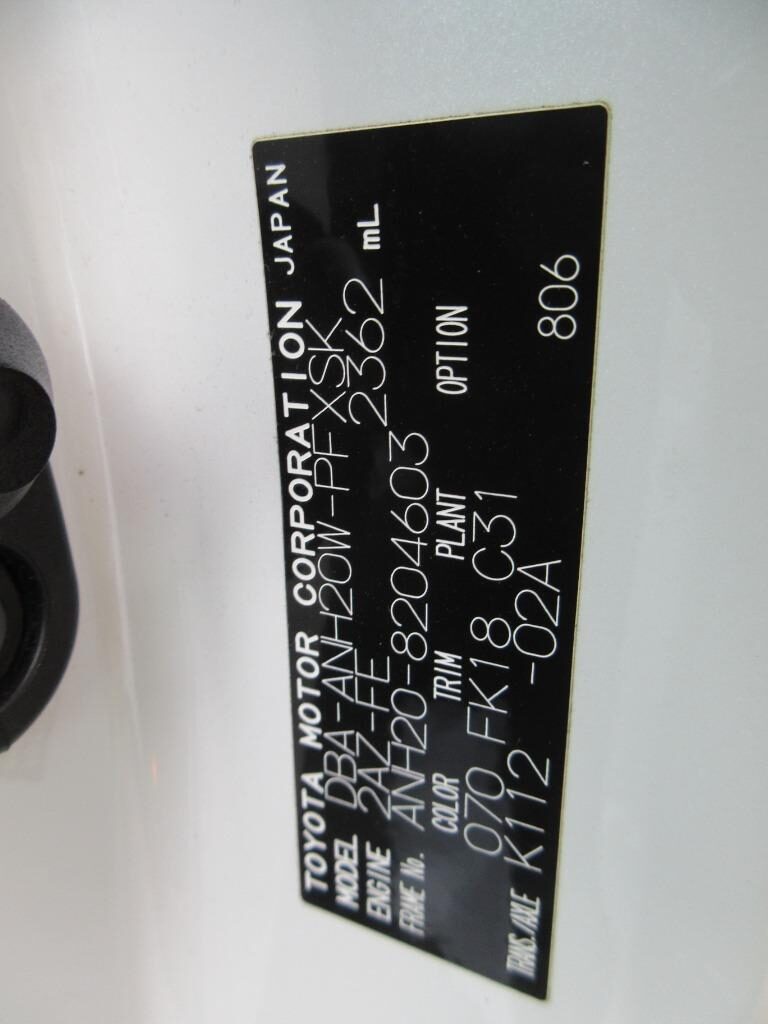 TOYOTA MOTOR CORPORATION JAPAN
MODEL DBA-ANH20W-PFXSK
ENGINE 2AZ-FE 2362 mL
FRAME No. ANH20-8204603
COLOR TRIM PLANT OPTION
070 FK18 C31
TRANS./AXLE K112 -02A 806